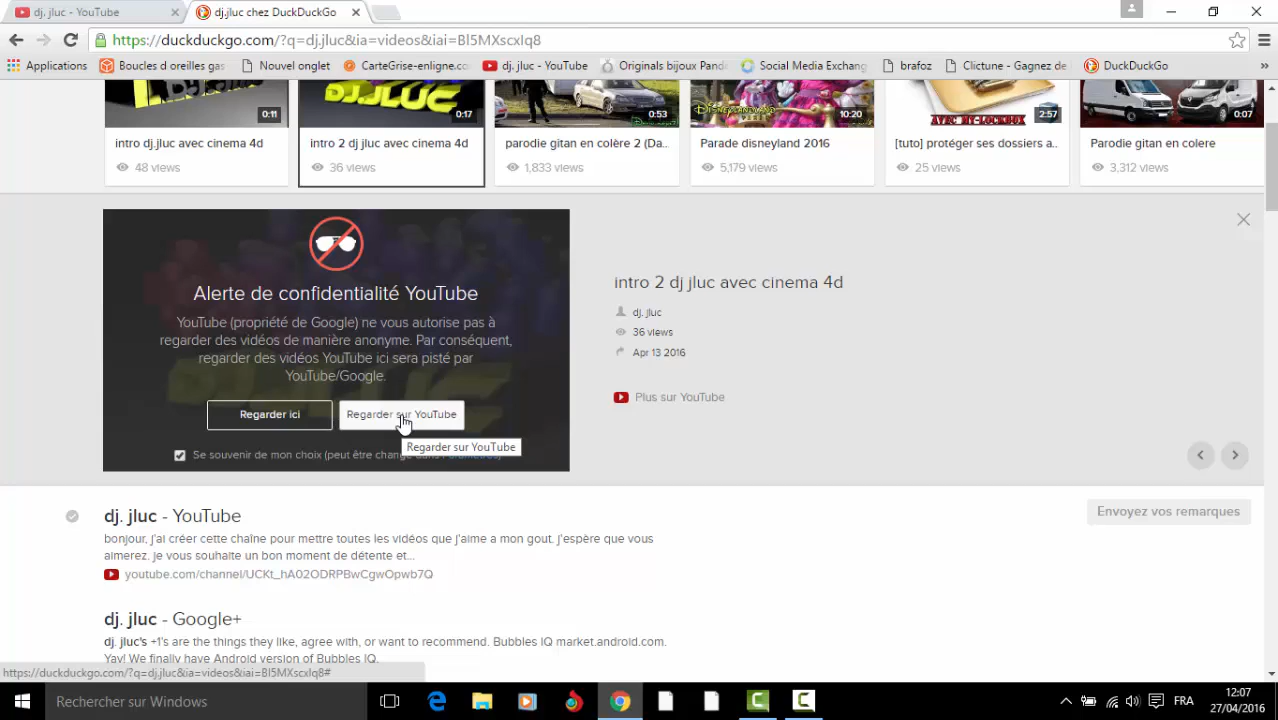 dj. jluc - YouTube
dj.jluc chez DuckDuckGo
https://duckduckgo.com/?q=dj.jluc&ia=videos&iai=Bl5MXscxIq8
Applications
Boucles d oreilles gas
Nouvel onglet
CarteGrise-enligne.co
dj. jluc - YouTube
Originals bijoux Pand
Social Media Exchang
brafoz
Clictune - Gagnez de
DuckDuckGo
DJ.JLUC
0:11
0:17
0:53
DISNEYLAND
10:20
AVEC MY-LOCKBOX
2:57
0:07
intro dj.jluc avec cinema 4d
intro 2 dj jluc avec cinema 4d
parodie gitan en colère 2 (Da...
Parade disneyland 2016
[tuto] protéger ses dossiers a..
Parodie gitan en colere
48 views
36 views
1,833 views
5,179 views
25 views
3,312 views
Alerte de confidentialité YouTube
YouTube (propriété de Google) ne vous autorise pas à
regarder des vidéos de manière anonyme. Par conséquent,
regarder des vidéos YouTube ici sera pisté par
YouTube/Google.
Regarder ici
Regarder sur YouTube
Regarder sur YouTube
Se souvenir de mon choix (peut être changé dans Paramètres)
intro 2 dj jluc avec cinema 4d
dj. jluc
36 views
Apr 13 2016
Plus sur YouTube
Envoyez vos remarques
dj. jluc - YouTube
bonjour, j'ai créer cette chaîne pour mettre toutes les vidéos que j'aime a mon gout. j'espère que vous
aimerez. je vous souhaite un bon moment de détente et...
youtube.com/channel/UCKt_hA02ODRPBwCgwOpwb7Q
dj. jluc - Google+
dj. jluc's +1's are the things they like, agree with, or want to recommend. Bubbles IQ market.android.com.
Yay! We finally have Android version of Bubbles IQ.
https://duckduckgo.com/?q=dj.jluc&ia=videos&iai=Bl5MXscxIq8#
Rechercher sur Windows
FRA
12:07
27/04/2016